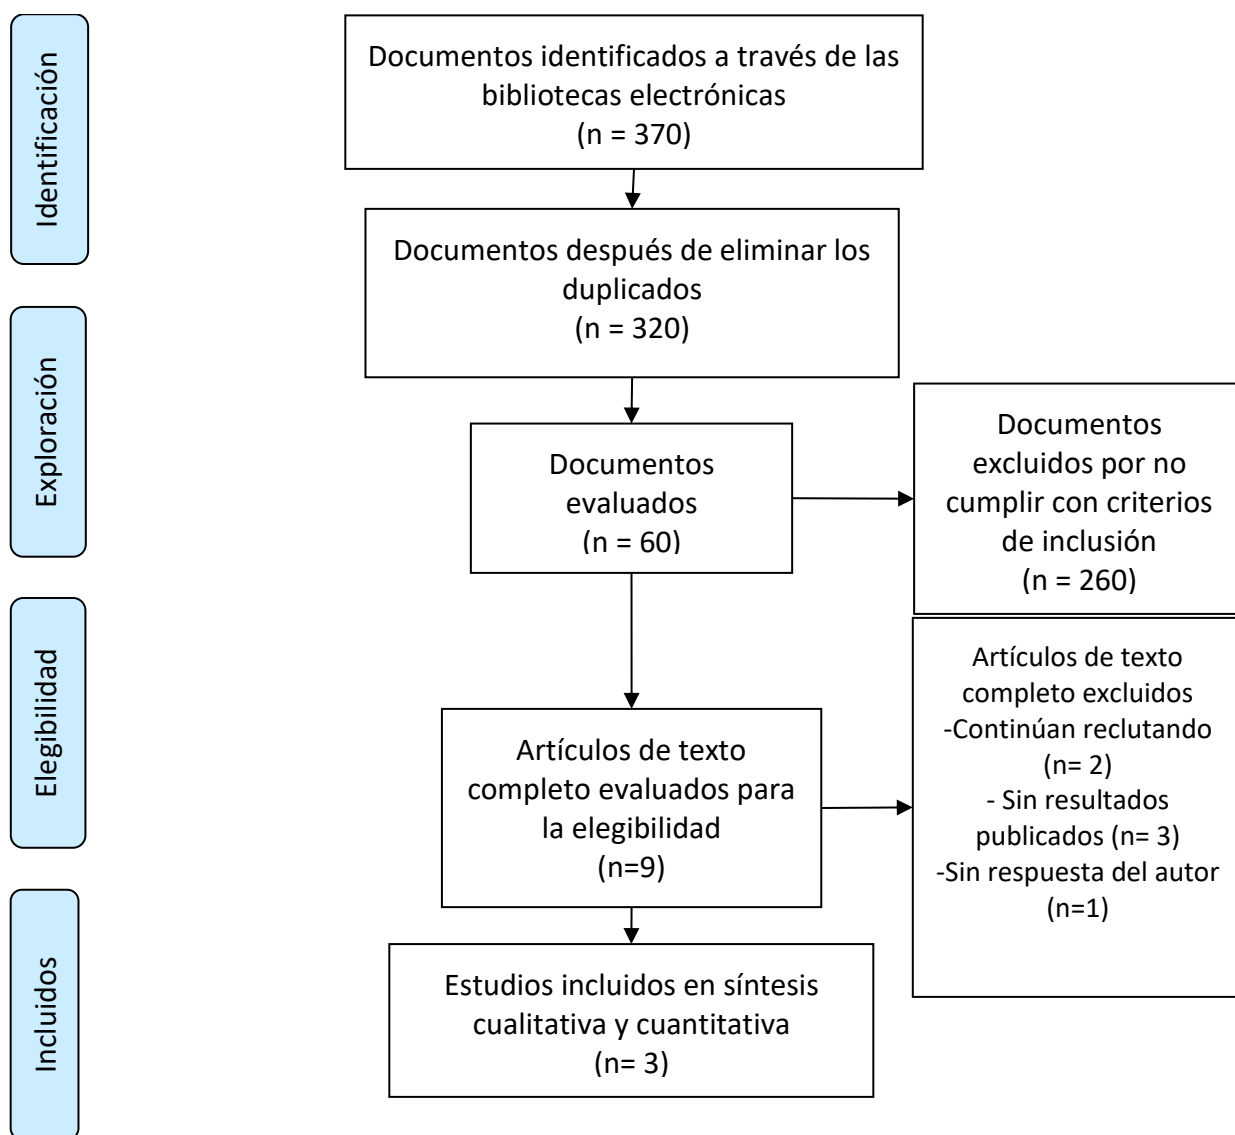 Identificación
Documentos identificados a través de las
bibliotecas electrónicas
(n = 370)
Documentos después de eliminar los
duplicados
(n = 320)
Exploración
Documentos
evaluados
(n = 60)
Documentos
excluidos por no
cumplir con criterios
de inclusión
(n = 260)
Elegibilidad
Artículos de texto
completo evaluados para
la elegibilidad
(n=9)
Artículos de texto
completo excluidos
-Continúan reclutando
(n= 2)
- Sin resultados
publicados (n= 3)
-Sin respuesta del autor
(n=1)
Incluidos
Estudios incluidos en síntesis
cualitativa y cuantitativa
(n= 3)